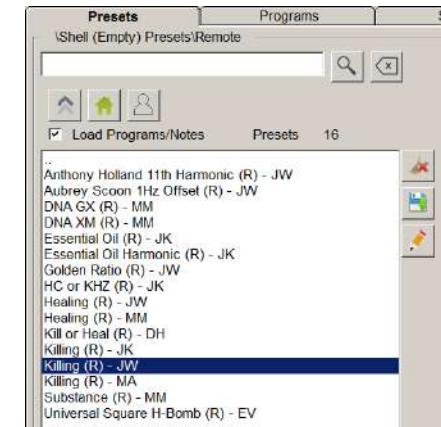 Presets Programs S
\Shell (Empty) Presets\Remote
Load Programs/Notes Presets 16
..
Anthony Holland 11th Harmonic (R) - JW
Aubrey Scoon 1Hz Offset (R) - JW
DNA GX (R) - MM
DNA XM (R) - MM
Essential Oil (R) - JK
Essential Oil Harmonic (R) - JK
Golden Ratio (R) - JW
HC or KHZ (R) - JK
Healing (R) - JW
Healing (R) - MM
Kill or Heal (R) - DH
Killing (R) - JK
Killing (R) - JW
Killing (R) - MA
Substance (R) - MM
Universal Square H-Bomb (R) - EV